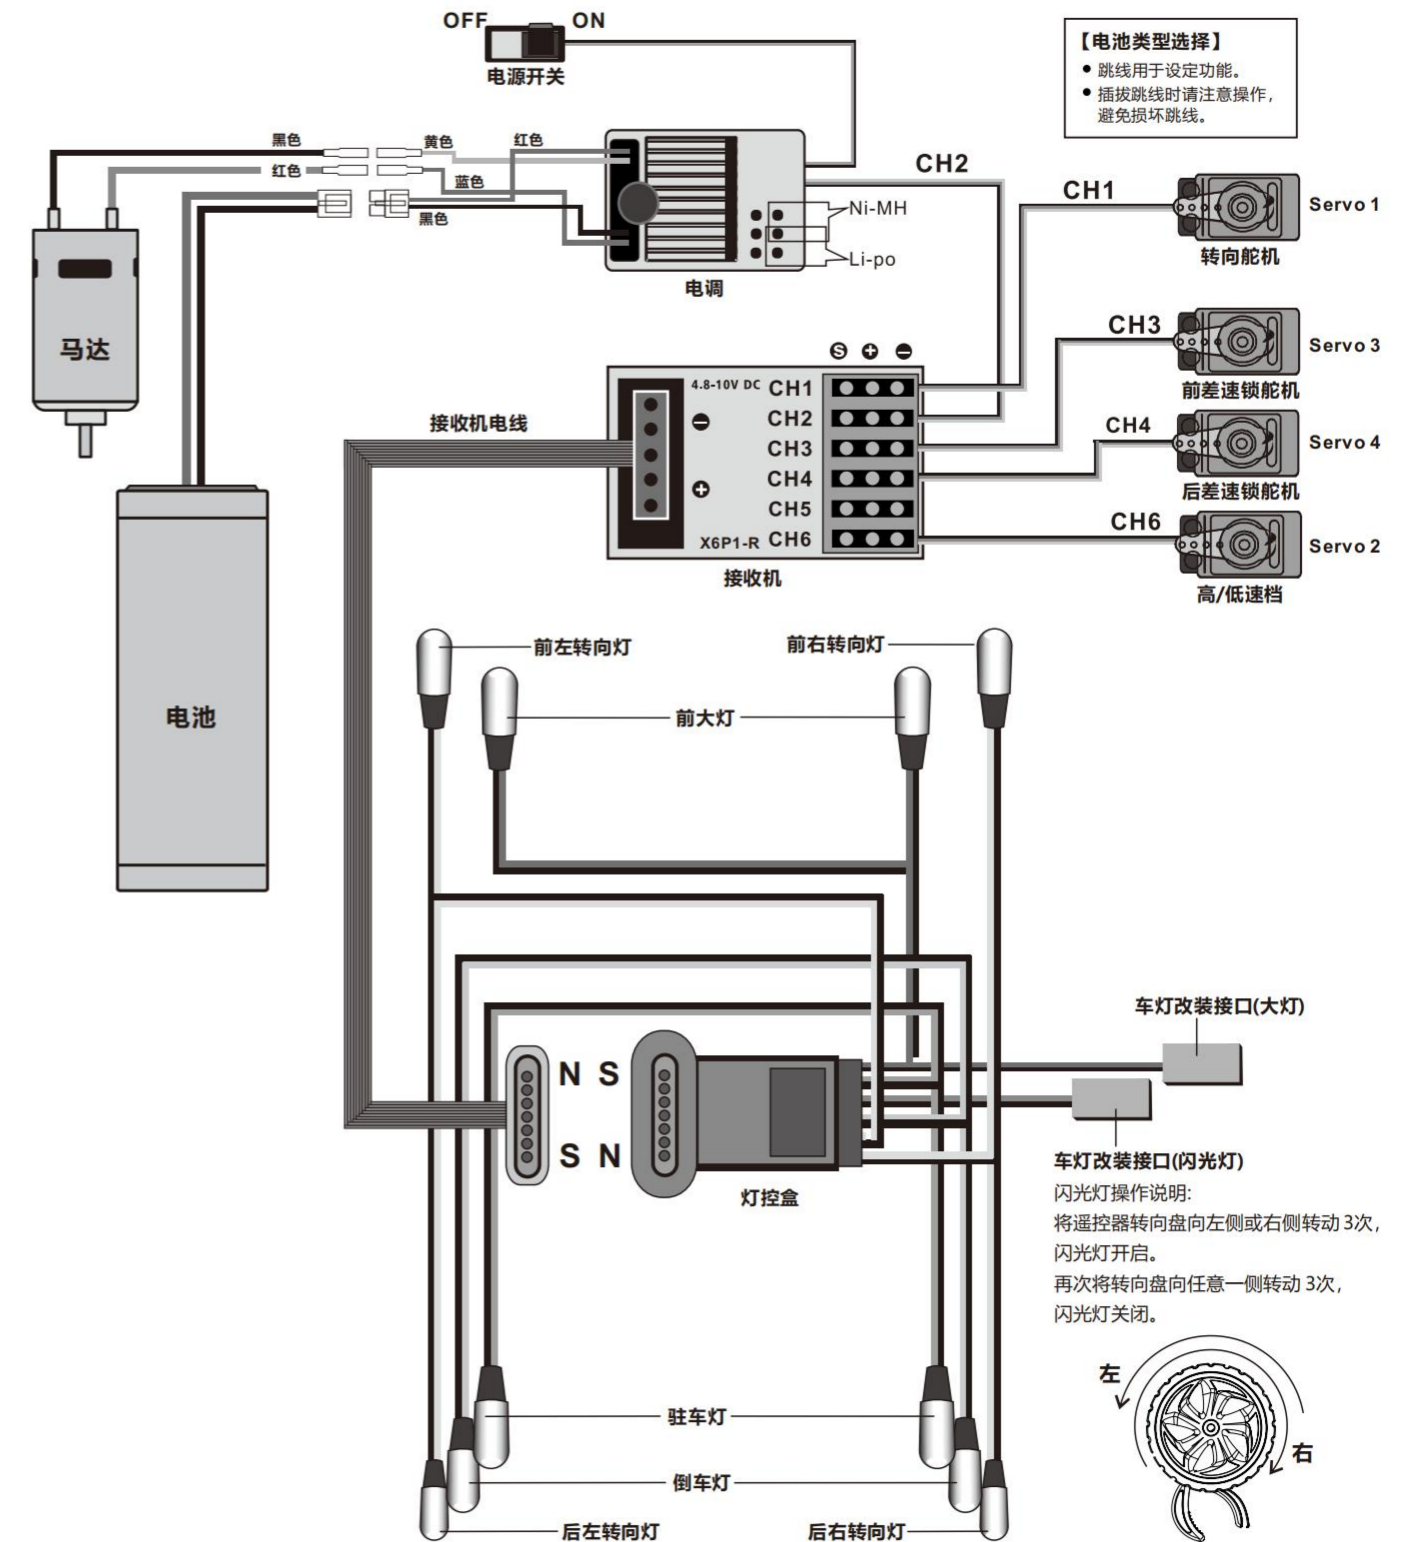 OFF ON
电源开关
【电池类型选择】
● 跳线用于设定功能。
● 插拔跳线时请注意操作，
避免损坏跳线。
黑色
黄色
红色
红色
蓝色
黑色
CH2
Ni-MH
Li-po
电调
马达
电池
CH1
Servo 1
转向舵机
CH3
Servo 3
前差速锁舵机
CH4
Servo 4
后差速锁舵机
CH6
Servo 2
高/低速档
接收机电线
S + −
4.8-10V DC CH1
− CH2
CH3
+ CH4
CH5
X6P1-R CH6
接收机
前左转向灯
前右转向灯
前大灯
车灯改装接口(大灯)
N S
S N
灯控盒
车灯改装接口(闪光灯)
闪光灯操作说明:
将遥控器转向盘向左侧或右侧转动 3次，
闪光灯开启。
再次将转向盘向任意一侧转动 3次，
闪光灯关闭。
左
右
驻车灯
倒车灯
后左转向灯
后右转向灯